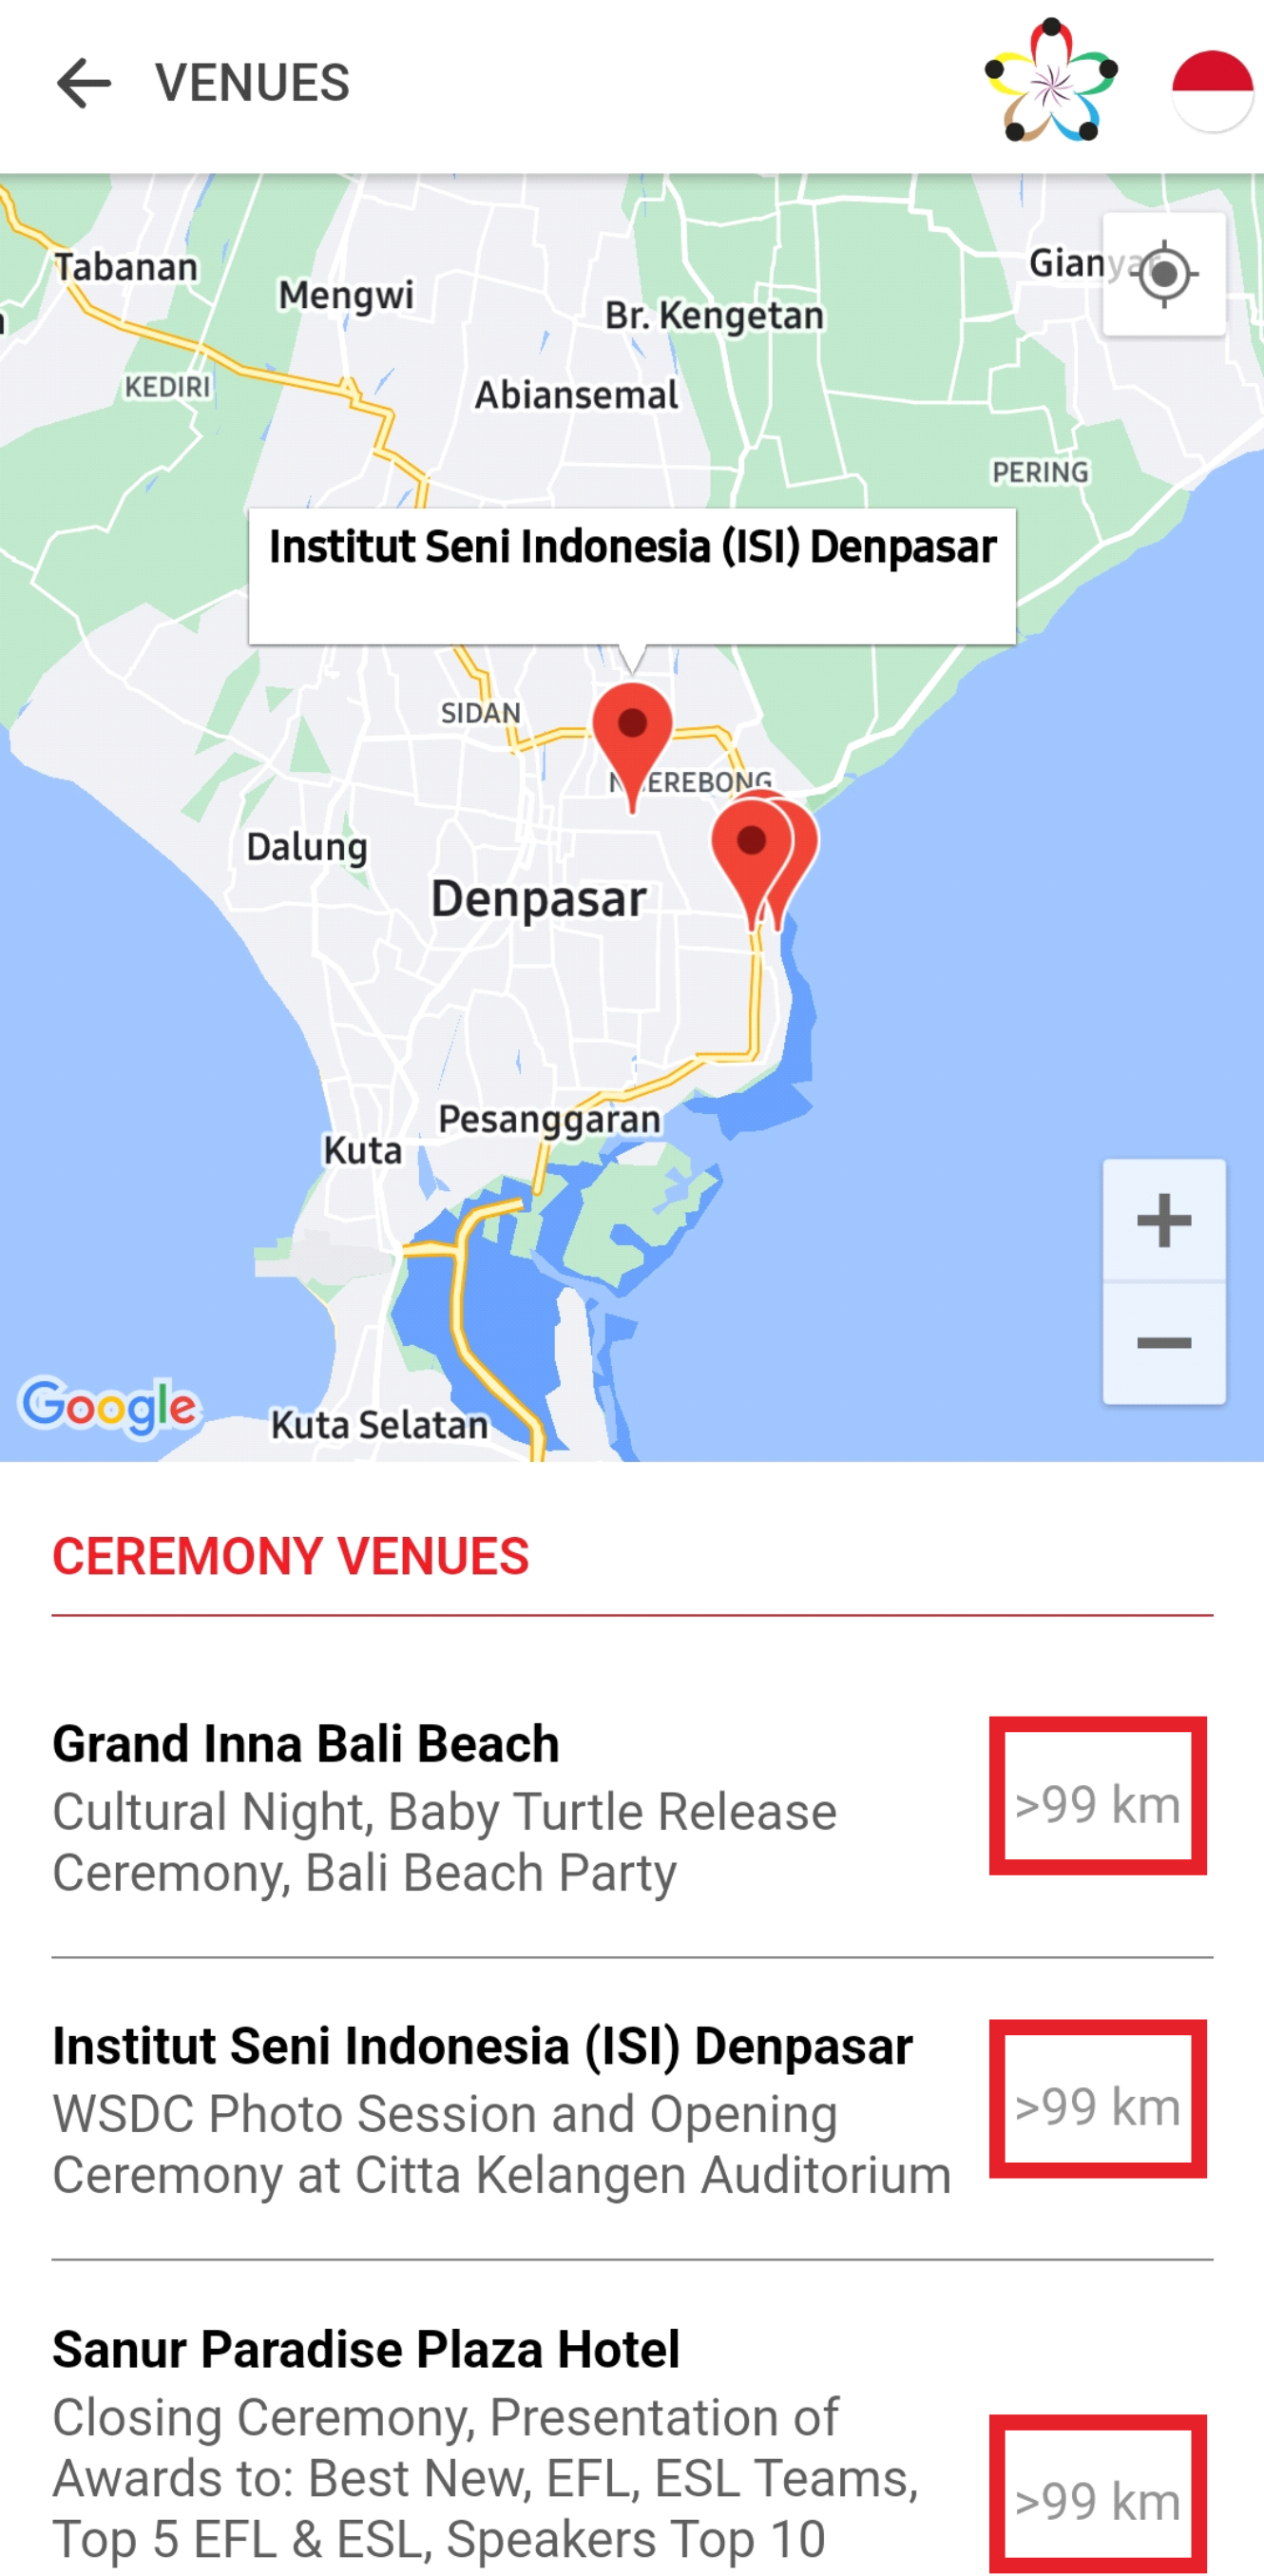 VENUES
Tabanan
Mengwi
Br. Kengetan
Gianyar
KEDIRI
Abiansemal
PERING
Institut Seni Indonesia (ISI) Denpasar
SIDAN
Dalung
Denpasar
Pesanggaran
Kuta
Google
Kuta Selatan
CEREMONY VENUES
Grand Inna Bali Beach
Cultural Night, Baby Turtle Release
Ceremony, Bali Beach Party
>99 km
Institut Seni Indonesia (ISI) Denpasar
WSDC Photo Session and Opening
Ceremony at Citta Kelangen Auditorium
>99 km
Sanur Paradise Plaza Hotel
Closing Ceremony, Presentation of
Awards to: Best New, EFL, ESL Teams,
Top 5 EFL & ESL, Speakers Top 10
>99 km